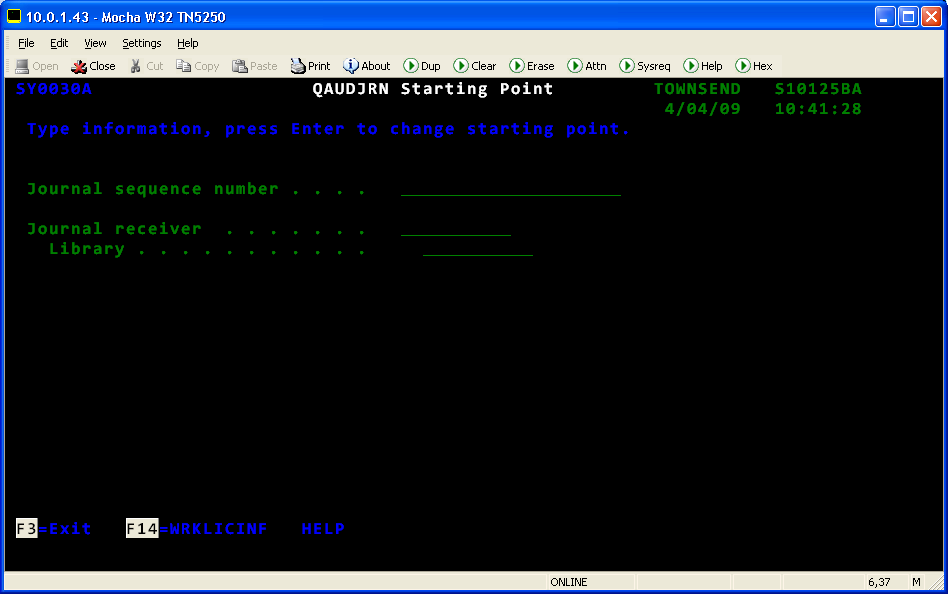 10.0.1.43 - Mocha W32 TN5250
File Edit View Settings Help
Open Close Cut Copy Paste Print About Dup Clear Erase Attn Sysreq Help Hex
SY0030A QAUDJRN Starting Point TOWNSEND S10125BA
4/04/09 10:41:28
Type information, press Enter to change starting point.
Journal sequence number . . . . ____________________
Journal receiver . . . . . . . __________
Library . . . . . . . . . . . __________
F3=Exit F14=WRKLICINF HELP
ONLINE 6,37 M